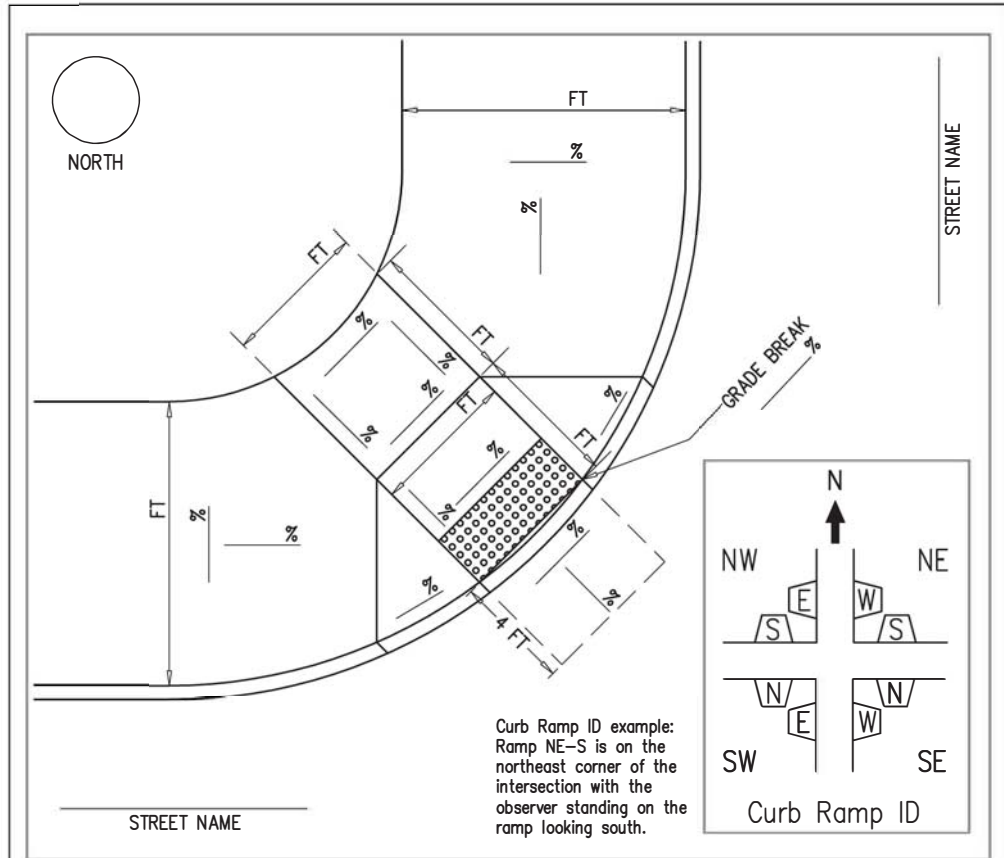 NORTH
FT
%
%
STREET NAME
FT
FT
%
%
%
%
FT
FT
%
%
%
GRADE BREAK
%
FT
%
%
%
%
%
4 FT
STREET NAME
Curb Ramp ID example:
Ramp NE-S is on the
northeast corner of the
intersection with the
observer standing on the
ramp looking south.
N
NW
NE
E
W
S
S
N
N
E
W
SW
SE
Curb Ramp ID